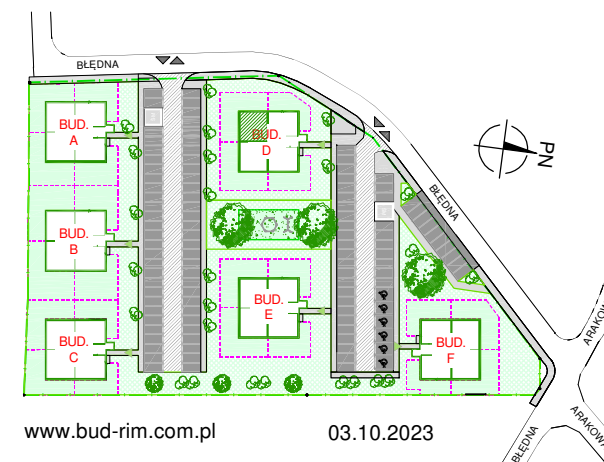 BŁĘDNA
BUD.
A
BUD.
D
PN
BUD.
B
BŁĘDNA
BUD.
E
BUD.
C
BUD.
F
ARAKOW
ARAKOWA
BŁĘDNA
www.bud-rim.com.pl
03.10.2023